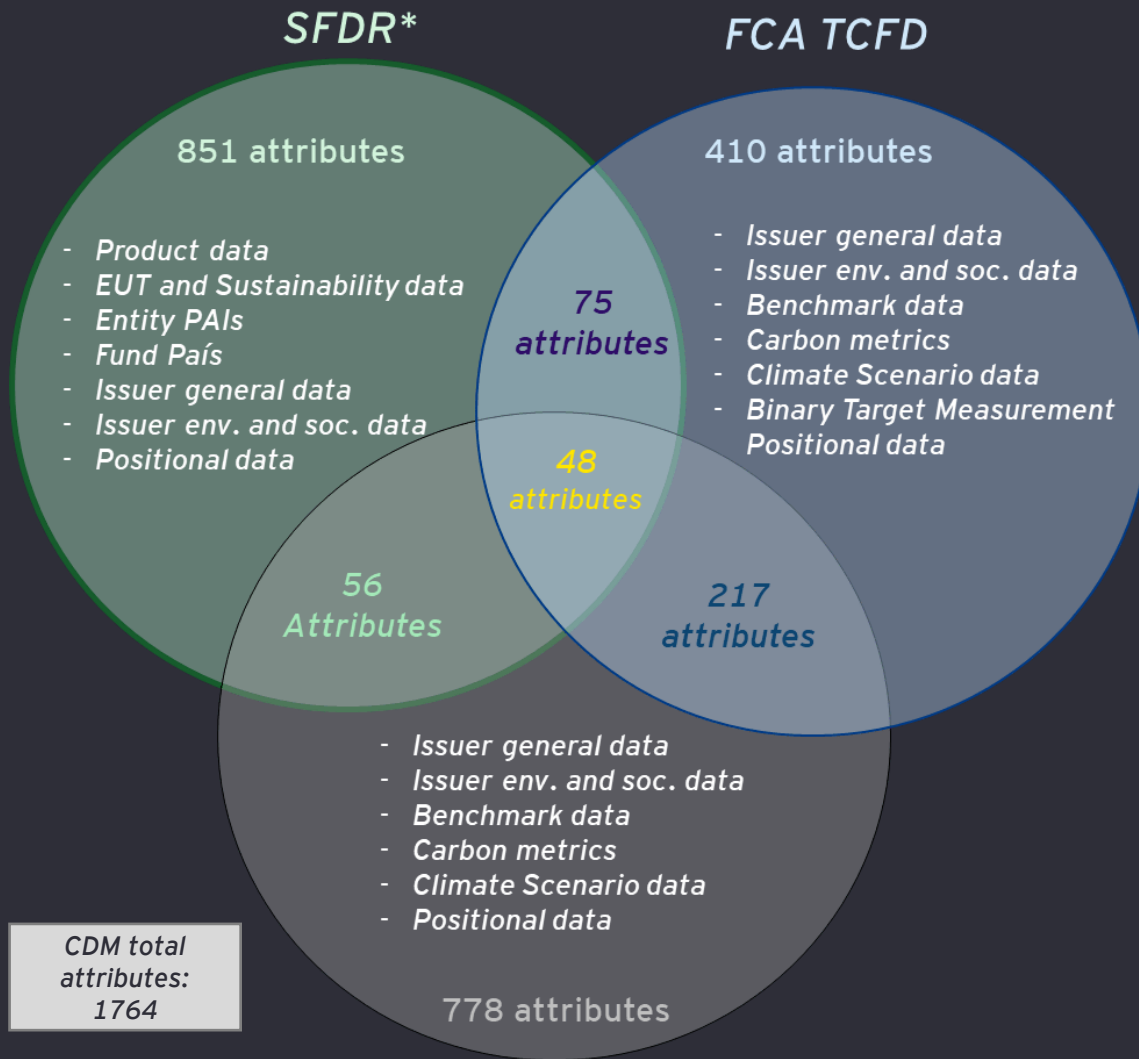 SFDR*
FCA TCFD
851 attributes
- Product data
- EUT and Sustainability data
- Entity PAIs
- Fund País
- Issuer general data
- Issuer env. and soc. data
- Positional data
410 attributes
- Issuer general data
- Issuer env. and soc. data
- Benchmark data
- Carbon metrics
- Climate Scenario data
- Binary Target Measurement
Positional data
75
attributes
48
attributes
56
Attributes
217
attributes
- Issuer general data
- Issuer env. and soc. data
- Benchmark data
- Carbon metrics
- Climate Scenario data
- Positional data
778 attributes
CDM total
attributes:
1764